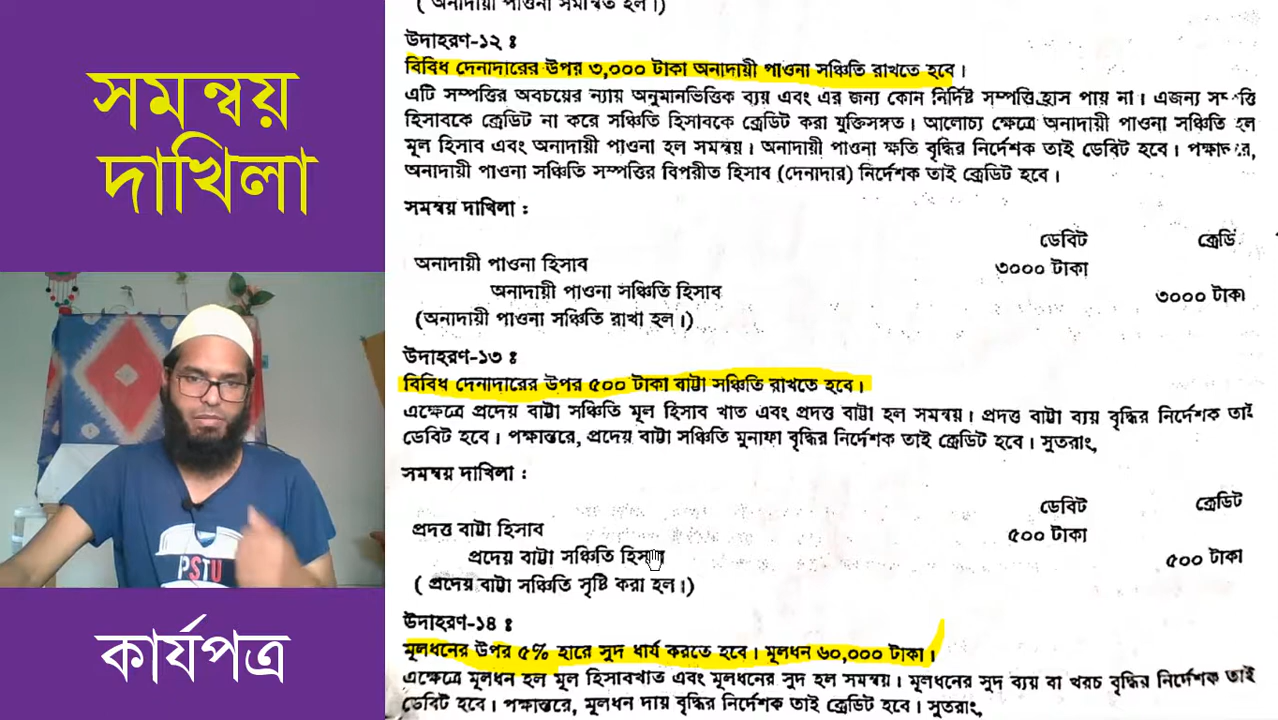 সমন্বয়
দাখিলা
PSTU
কার্যপত্র
( অনাদায়ী পাওনা সমন্বিত হল।)
উদাহরণ-১২ ঃ
বিবিধ দেনাদারের উপর ৩,০০০ টাকা অনাদায়ী পাওনা সঞ্চিতি রাখতে হবে।
এটি সম্পত্তির অবচয়ের ন্যায় অনুমানভিত্তিক ব্যয় এবং এর জন্য কোন নির্দিষ্ট সম্পত্তি হ্রাস পায় না। এজন্য সম্পত্তি
হিসাবকে ক্রেডিট না করে সঞ্চিতি হিসাবকে ক্রেডিট করা যুক্তিসঙ্গত। আলোচ্য ক্ষেত্রে অনাদায়ী পাওনা সঞ্চিতি হল
মূল হিসাব এবং অনাদায়ী পাওনা হল সমন্বয়। অনাদায়ী পাওনা ক্ষতি বৃদ্ধির নির্দেশক তাই ডেবিট হবে। পক্ষান্তরে,
অনাদায়ী পাওনা সঞ্চিতি সম্পত্তির বিপরীত হিসাব (দেনাদার) নির্দেশক তাই ক্রেডিট হবে।
সমন্বয় দাখিলা :
ডেবিট ক্রেডি
অনাদায়ী পাওনা হিসাব ৩০০০ টাকা
অনাদায়ী পাওনা সঞ্চিতি হিসাব ৩০০০ টাকা
(অনাদায়ী পাওনা সঞ্চিতি রাখা হল।)
উদাহরণ-১৩ ঃ
বিবিধ দেনাদারের উপর ৫০০ টাকা বাট্টা সঞ্চিতি রাখতে হবে।
এক্ষেত্রে প্রদেয় বাট্টা সঞ্চিতি মূল হিসাব খাত এবং প্রদত্ত বাট্টা হল সমন্বয়। প্রদত্ত বাট্টা ব্যয় বৃদ্ধির নির্দেশক তাই
ডেবিট হবে। পক্ষান্তরে, প্রদেয় বাট্টা সঞ্চিতি মুনাফা বৃদ্ধির নির্দেশক তাই ক্রেডিট হবে। সুতরাং,
সমন্বয় দাখিলা :
ডেবিট ক্রেডিট
প্রদত্ত বাট্টা হিসাব ৫০০ টাকা
প্রদেয় বাট্টা সঞ্চিতি হিসাব ৫০০ টাকা
( প্রদেয় বাট্টা সঞ্চিতি সৃষ্টি করা হল।)
উদাহরণ-১৪ ঃ
মূলধনের উপর ৫% হারে সুদ ধার্য করতে হবে। মূলধন ৬০,০০০ টাকা।
এক্ষেত্রে মূলধন হল মূল হিসাবখাত এবং মূলধনের সুদ হল সমন্বয়। মূলধনের সুদ ব্যয় বা খরচ বৃদ্ধির নির্দেশক তাই
ডেবিট হবে। পক্ষান্তরে, মূলধন দায় বৃদ্ধির নির্দেশক তাই ক্রেডিট হবে। সুতরাং,